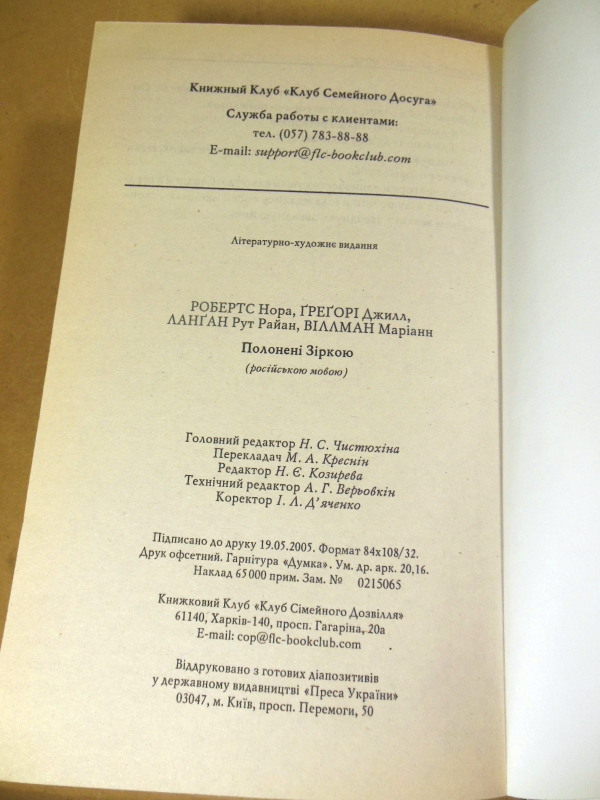 Книжный Клуб «Клуб Семейного Досуга»
Служба работы с клиентами:
тел. (057) 783-88-88
E-mail: support@flc-bookclub.com
Літературно-художнє видання
РОБЕРТС Нора, ҐРЕҐОРІ Джилл,
ЛАНҐАН Рут Райан, ВІЛЛМАН Маріанн
Полонені Зіркою
(російською мовою)
Головний редактор Н. С. Чистюхіна
Перекладач М. А. Креснін
Редактор Н. Є. Козирева
Технічний редактор А. Г. Верьовкін
Коректор І. Л. Д'яченко
Підписано до друку 19.05.2005. Формат 84х108/32.
Друк офсетний. Гарнітура «Думка». Ум. др. арк. 20,16.
Наклад 65000 прим. Зам. № 0215065
Книжковий Клуб «Клуб Сімейного Дозвілля»
61140, Харків-140, просп. Гагаріна, 20а
E-mail: cop@flc-bookclub.com
Віддруковано з готових діапозитивів
у державному видавництві «Преса України»
03047, м. Київ, просп. Перемоги, 50